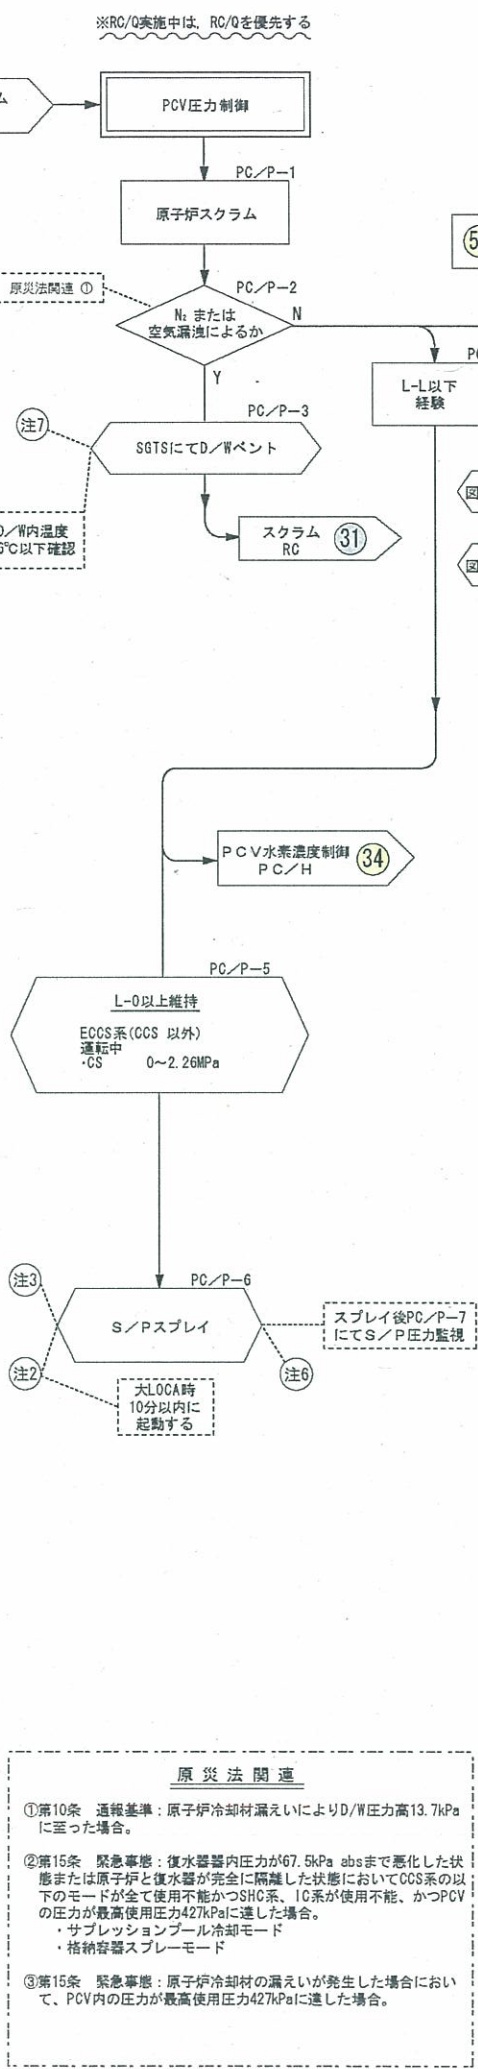 ※RC/Q実施中は、RC/Qを優先する
ム
PCV圧力制御
PC/P-1
原子炉スクラム
5
原災法関連 ①
PC/P-2
N₂ または
空気漏洩によるか
N
Y
PC
L-L以下
経験
PC/P-3
注7
SGTSにてD/Wベント
図
D/W内温度
6℃以下確認
スクラム
RC
31
図
PCV水素濃度制御
PC/H
34
PC/P-5
L-0以上維持
ECCS系(CCS 以外)
運転中
・CS 0～2.26MPa
注3
PC/P-6
S/Pスプレイ
スプレイ後PC/P-7
にてS/P圧力監視
注2
注6
大LOCA時
10分以内に
起動する
原災法関連
①第10条 通報基準：原子炉冷却材漏えいによりD/W圧力高13.7kPa
に至った場合。
②第15条 緊急事態：復水器器内圧力が67.5kPa absまで悪化した状
態または原子炉と復水器が完全に隔離した状態においてCCS系の以
下のモードが全て使用不能かつSHC系、IC系が使用不能、かつPCV
の圧力が最高使用圧力427kPaに達した場合。
・サプレッションプール冷却モード
・格納容器スプレーモード
③第15条 緊急事態：原子炉冷却材の漏えいが発生した場合におい
て、PCV内の圧力が最高使用圧力427kPaに達した場合。